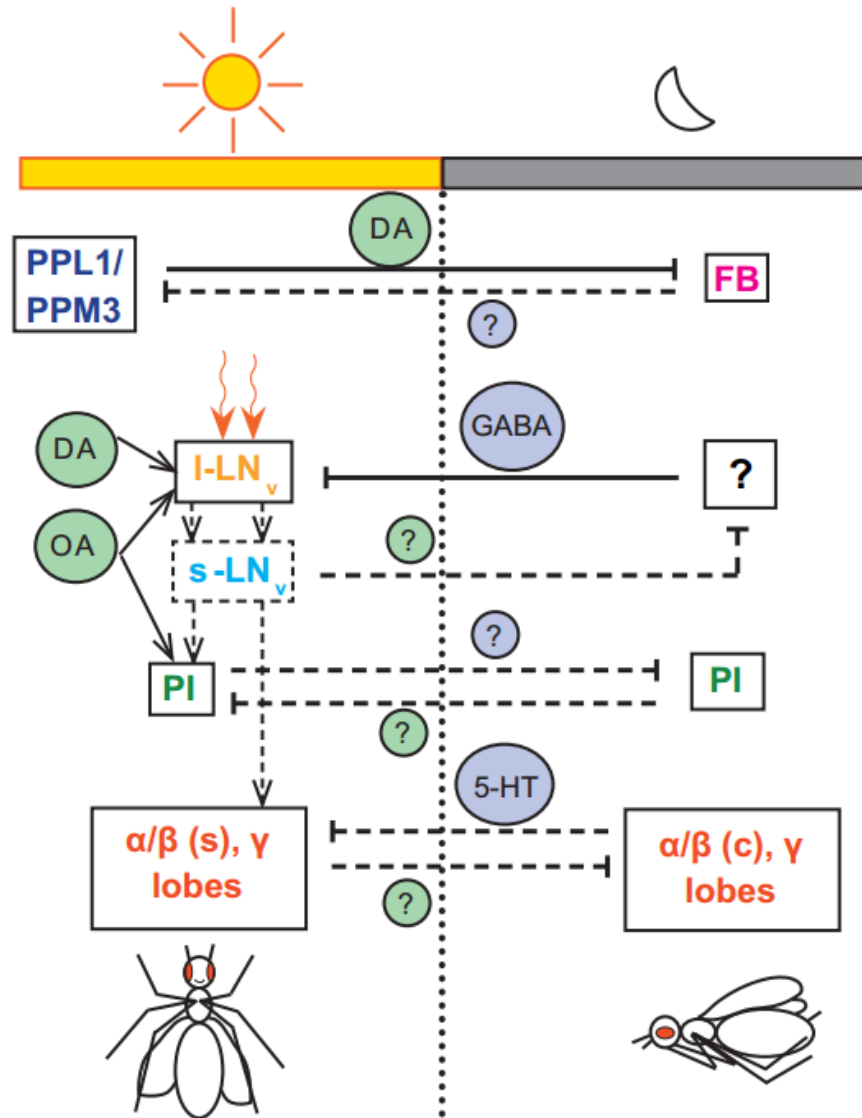 DA
PPL1/
PPM3
FB
?
DA
l-LNv
GABA
?
OA
s-LNv
?
?
PI
PI
?
5-HT
α/β (s), γ
lobes
α/β (c), γ
lobes
?